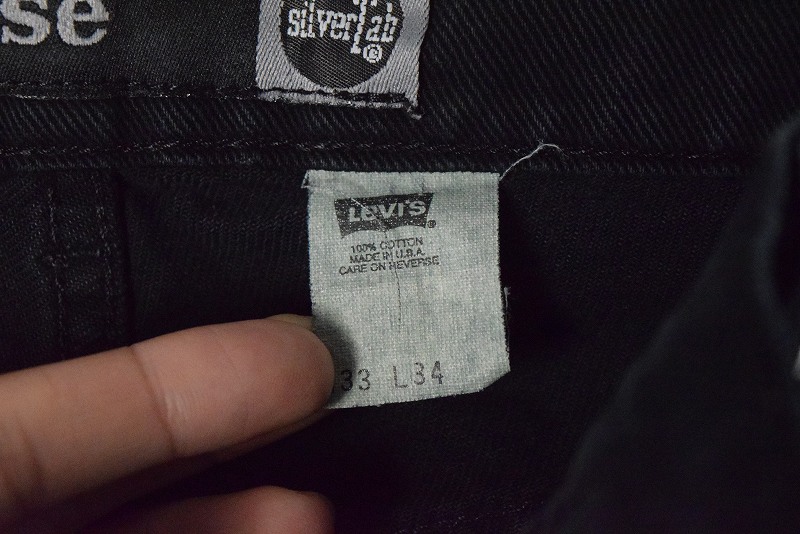 se
silverTab
®
LEVI'S
®
100% COTTON
MADE IN U.S.A.
CARE ON REVERSE
33 L34